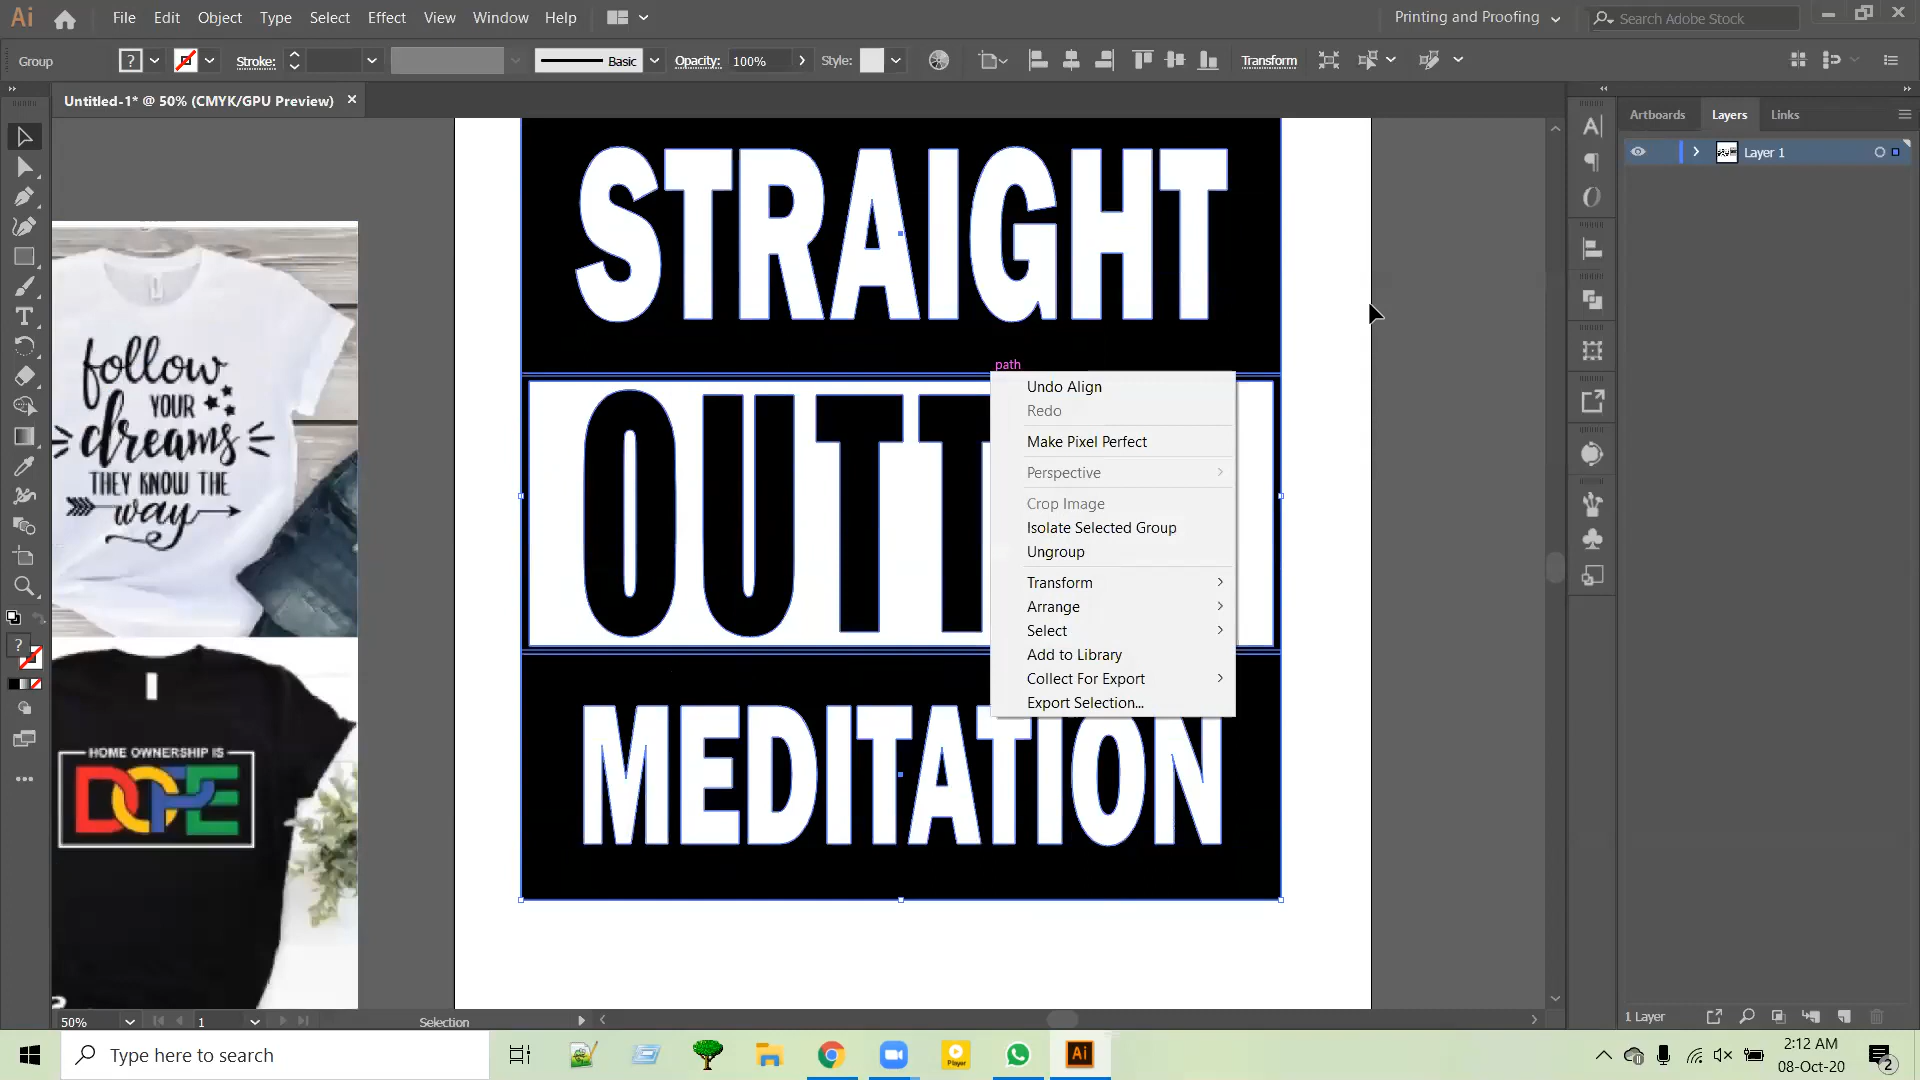 Ai File Edit Object Type Select Effect View Window Help Printing and Proofing Search Adobe Stock
Group Stroke: Basic Opacity: 100% Style: Transform
Untitled-1* @ 50% (CMYK/GPU Preview)
Artboards Layers Links
Layer 1
STRAIGHT
OUTT
MEDITATION
path
Undo Align
Redo
Make Pixel Perfect
Perspective
Crop Image
Isolate Selected Group
Ungroup
Transform
Arrange
Select
Add to Library
Collect For Export
Export Selection...
follow
YOUR
dreams
THEY KNOW THE
way
HOME OWNERSHIP IS
DOPE
50% 1 Selection
1 Layer
Type here to search
Player
Ai
2:12 AM
08-Oct-20
2